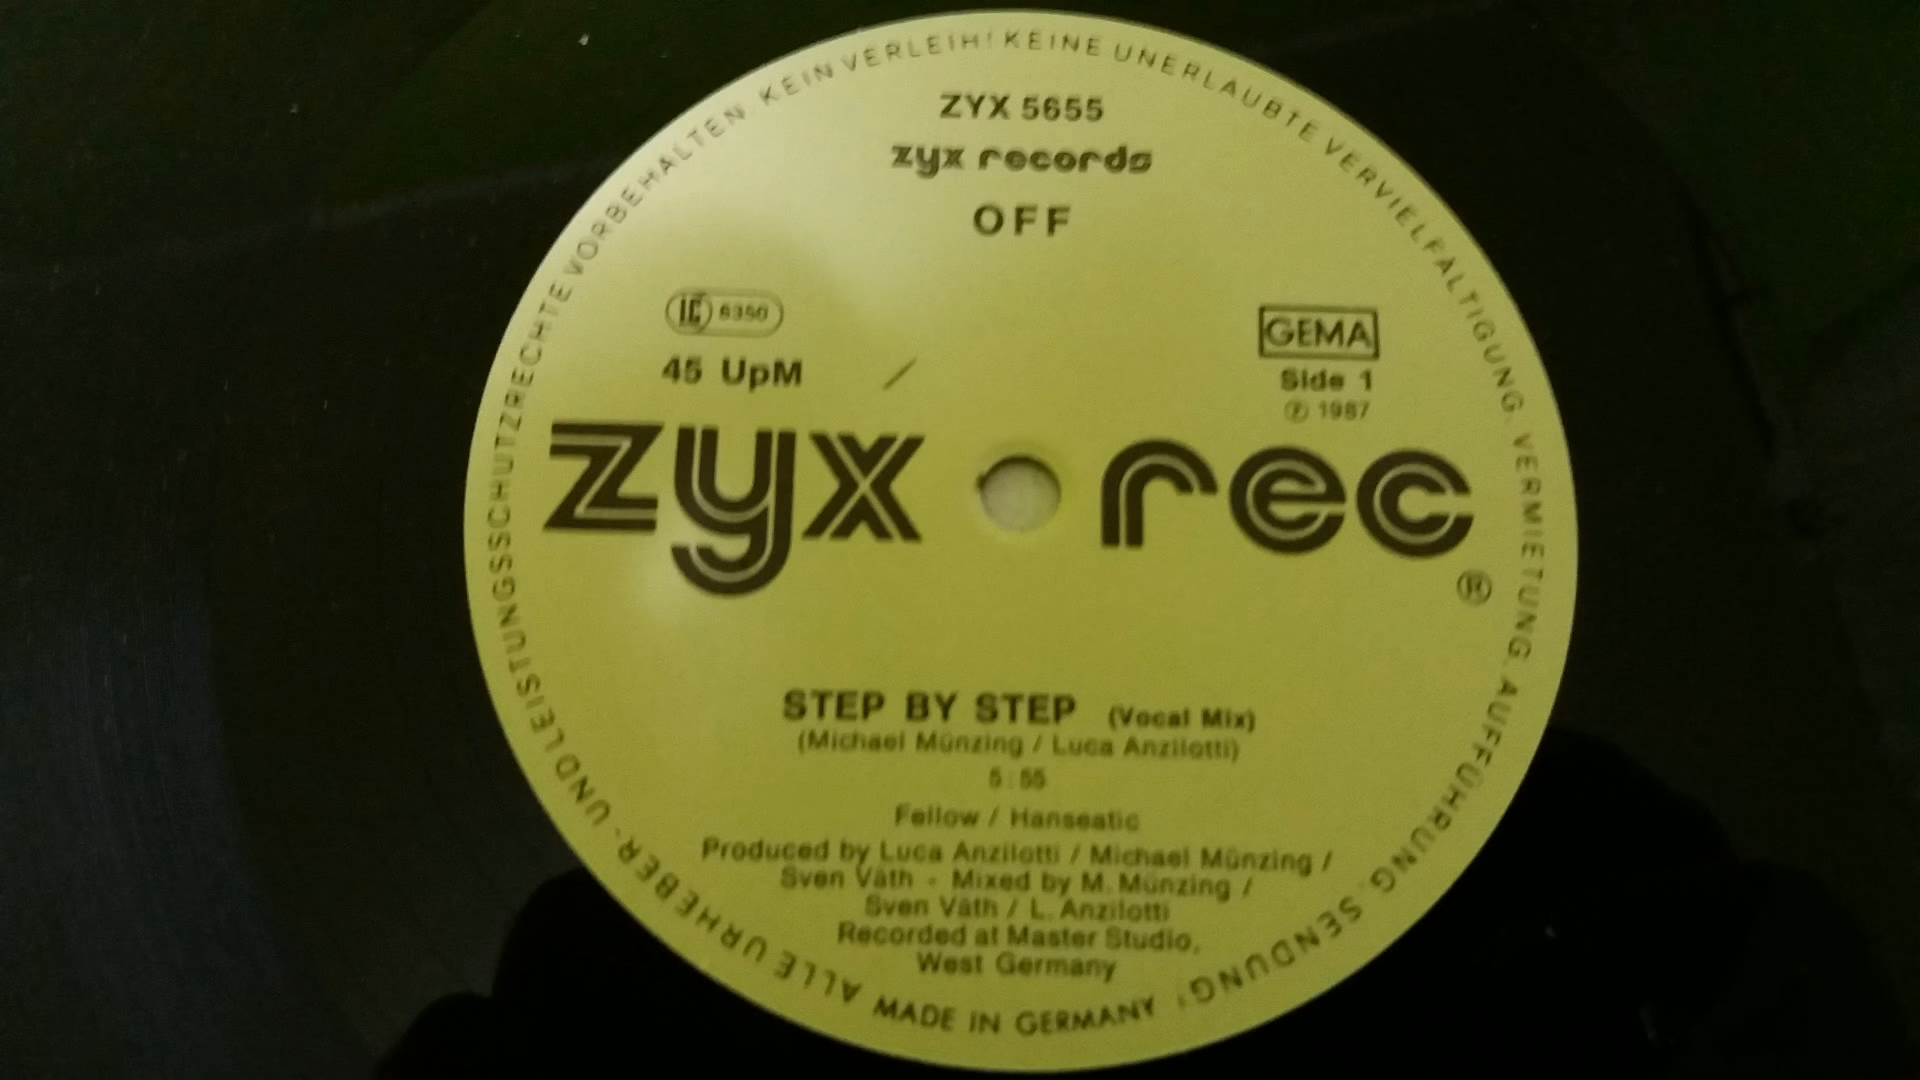 ZYX 5655
zyx records
OFF
LC 6350
45 UpM
GEMA
Side 1
℗ 1987
zyx rec ®
STEP BY STEP (Vocal Mix)
(Michael Münzing / Luca Anzilotti)
5:55
Fellow / Hanseatic
Produced by Luca Anzilotti / Michael Münzing /
Sven Väth - Mixed by M. Münzing /
Sven Väth / L. Anzilotti
Recorded at Master Studio,
West Germany
ALLE URHEBER- UND LEISTUNGSSCHUTZRECHTE VORBEHALTEN. KEIN VERLEIH! KEINE UNERLAUBTE VERVIELFÄLTIGUNG, VERMIETUNG, AUFFÜHRUNG, SENDUNG!
MADE IN GERMANY